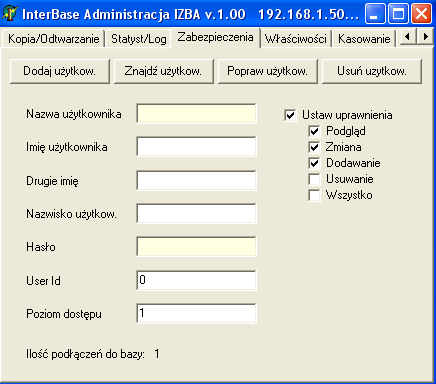 InterBase Administracja IZBA v.1.00 192.168.1.50...
Kopia/Odtwarzanie Statyst/Log Zabezpieczenia Właściwości Kasowanie
Dodaj użytkow. Znajdź użytkow. Popraw użytkow. Usuń uzytkow.
Nazwa użytkownika
Ustaw uprawnienia
Podgląd
Imię użytkownika
Zmiana
Dodawanie
Drugie imię
Usuwanie
Wszystko
Nazwisko użytkow.
Hasło
User Id 0
Poziom dostępu 1
Ilość podłączeń do bazy: 1